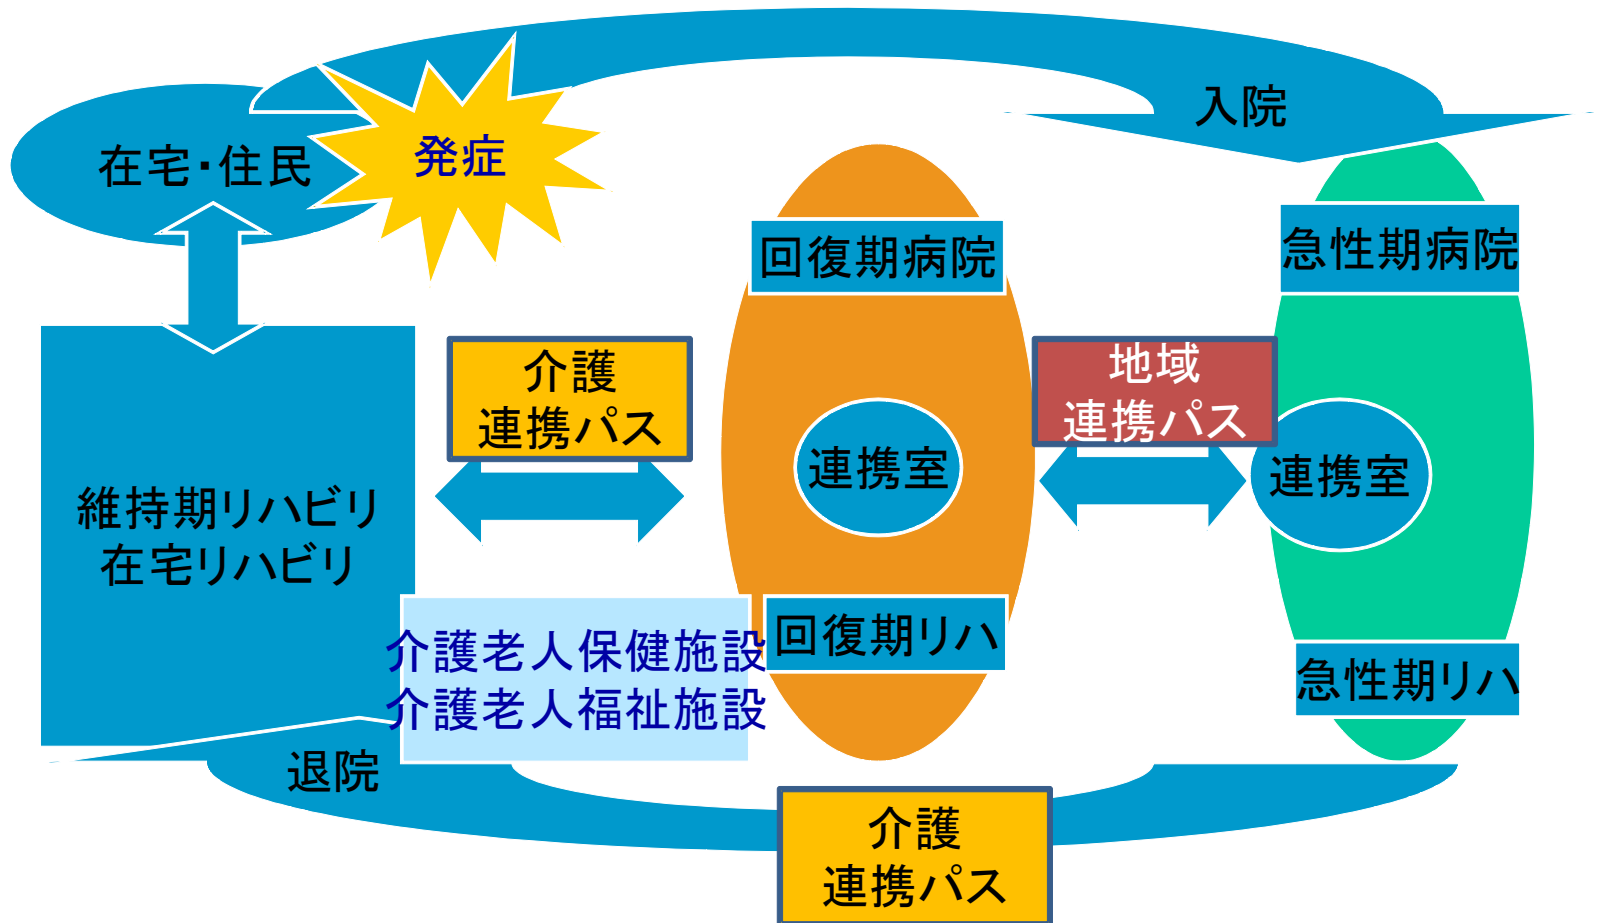 入院
発症
在宅・住民
回復期病院
急性期病院
介護
連携パス
地域
連携パス
連携室
連携室
維持期リハビリ
在宅リハビリ
介護老人保健施設
介護老人福祉施設
回復期リハ
急性期リハ
退院
介護
連携パス